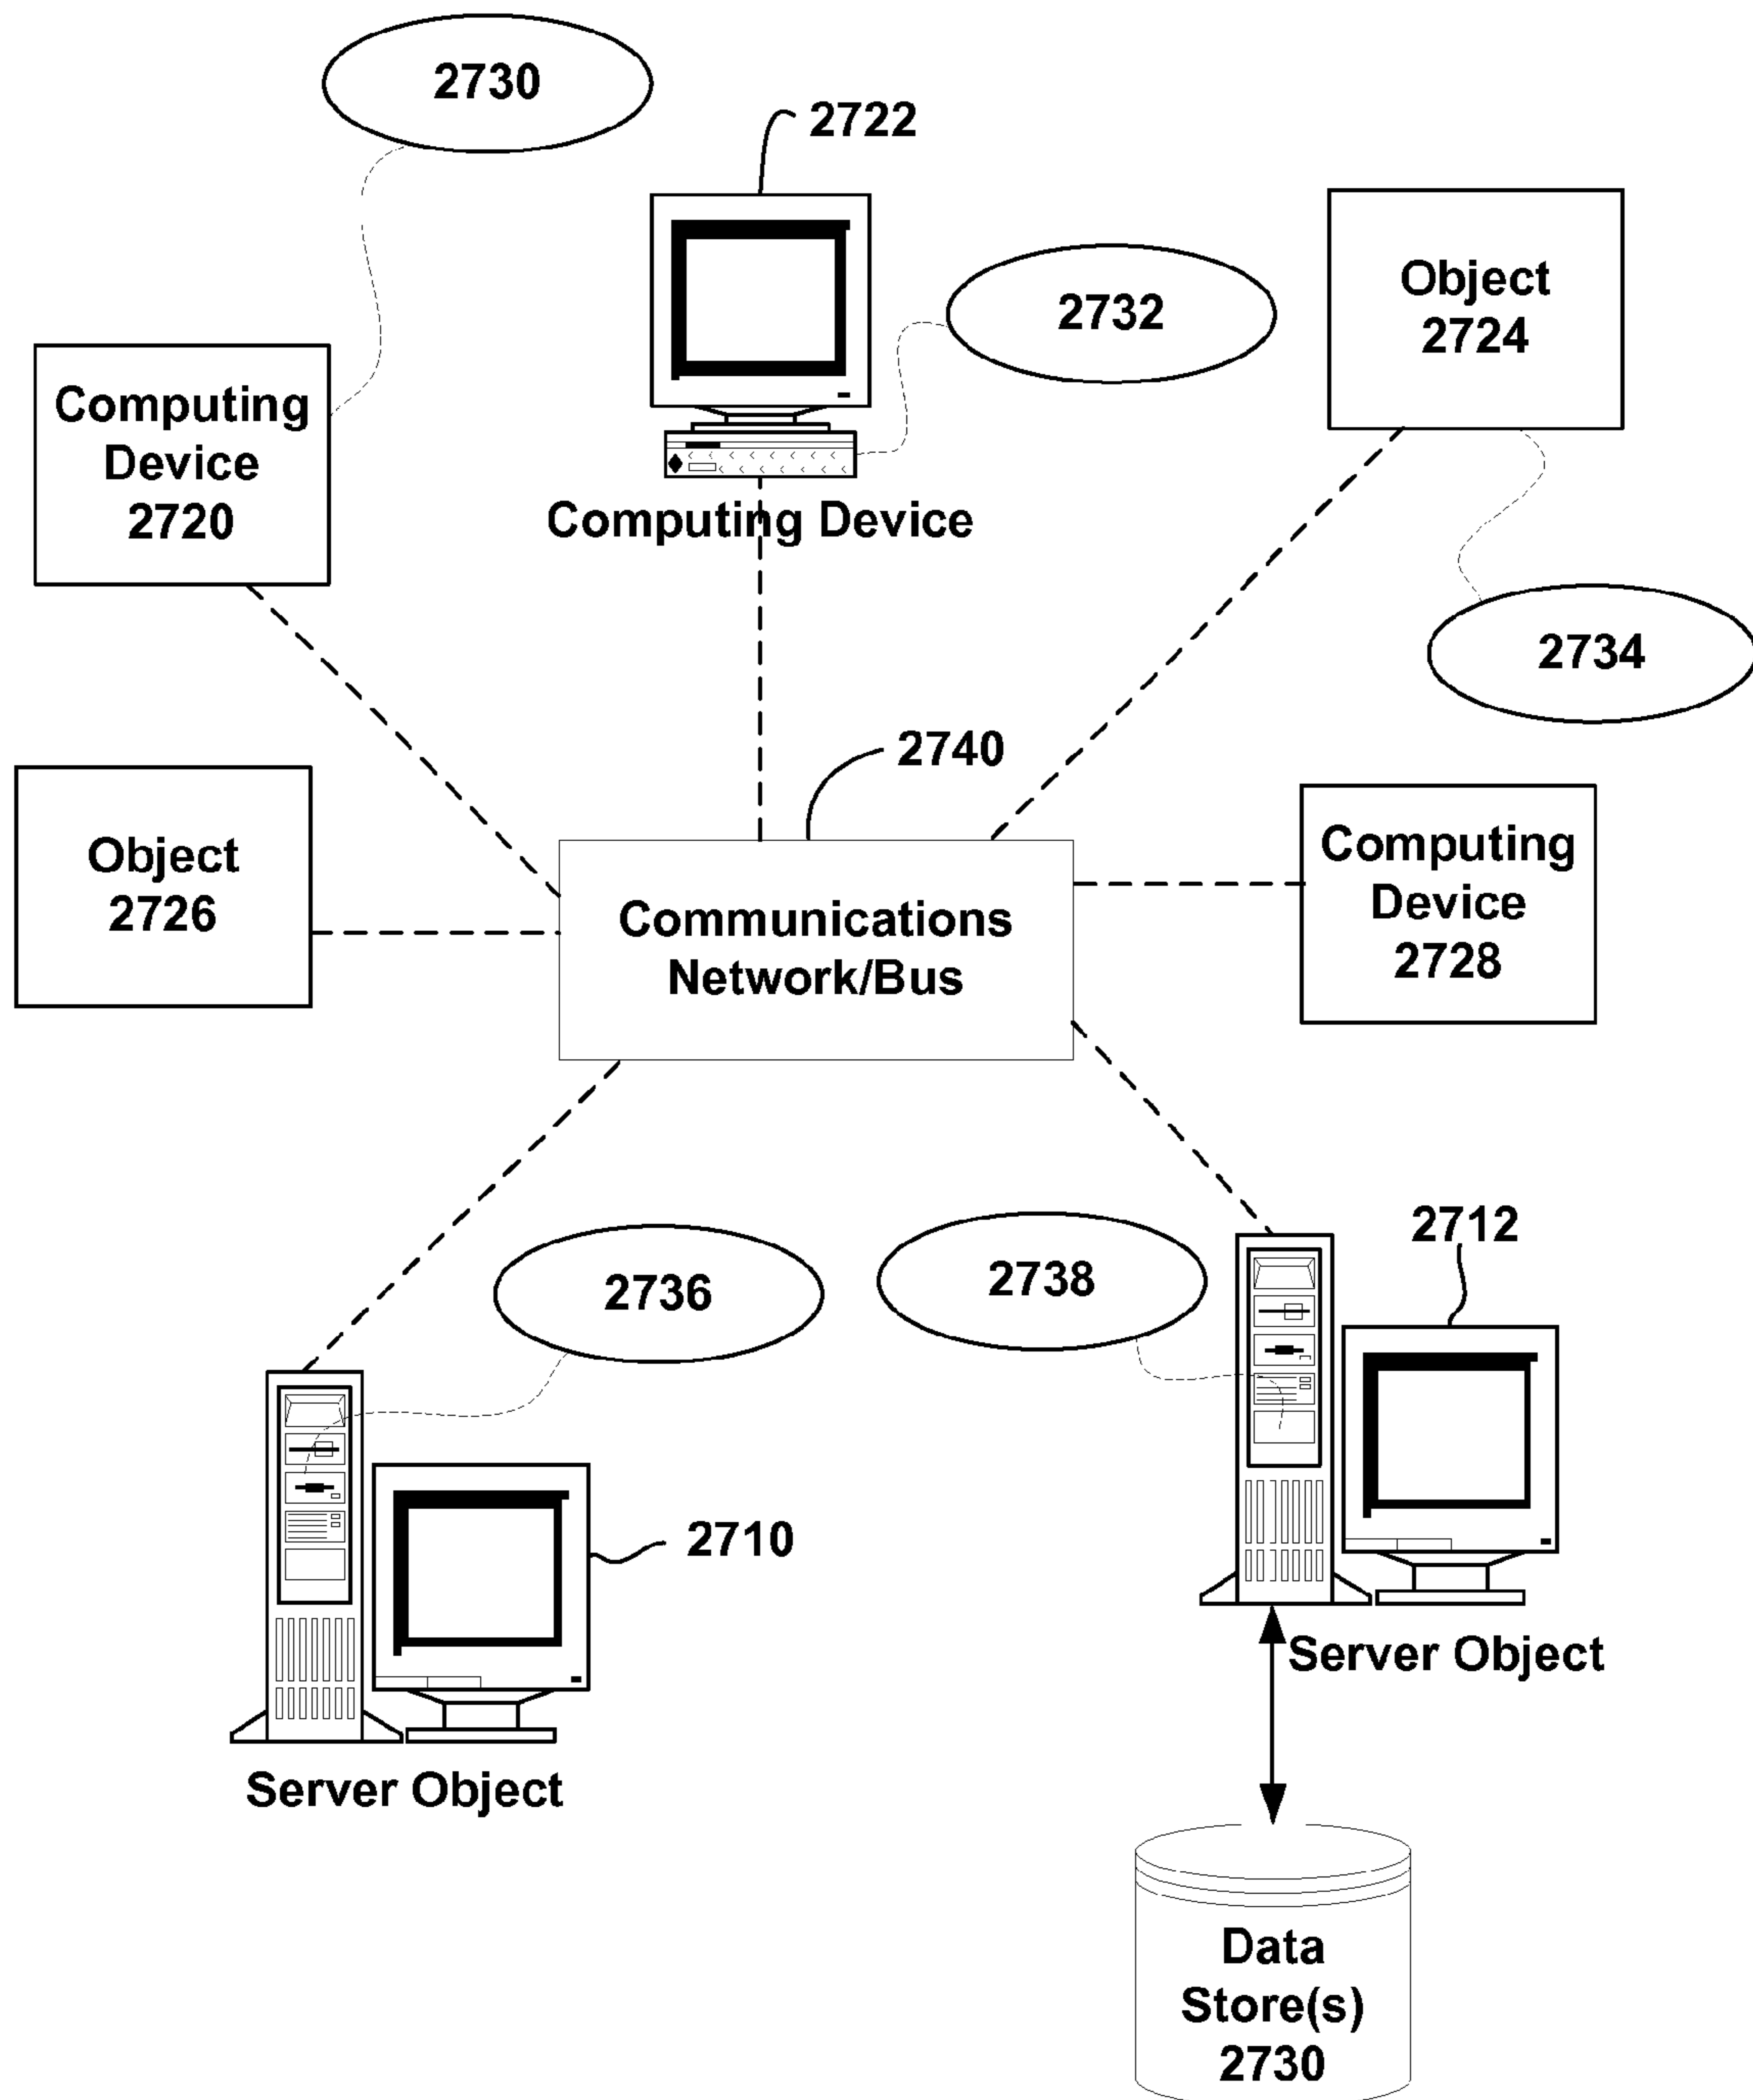 2730
2722
2732
Object
2724
Computing
Device
2720
Computing Device
2734
2740
Object
2726
Computing
Device
2728
Communications
Network/Bus
2712
2736
2738
2710
Server Object
Server Object
Data
Store(s)
2730